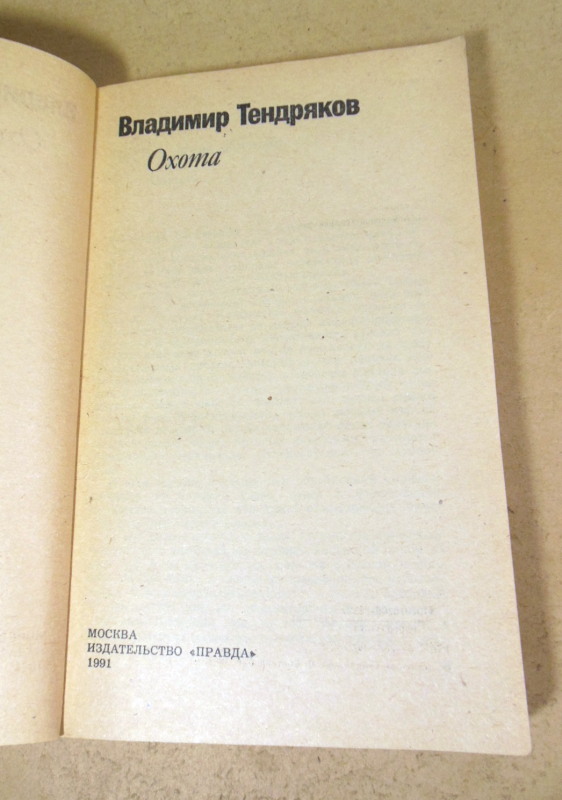 Владимир Тендряков
Охота
МОСКВА
ИЗДАТЕЛЬСТВО «ПРАВДА»
1991